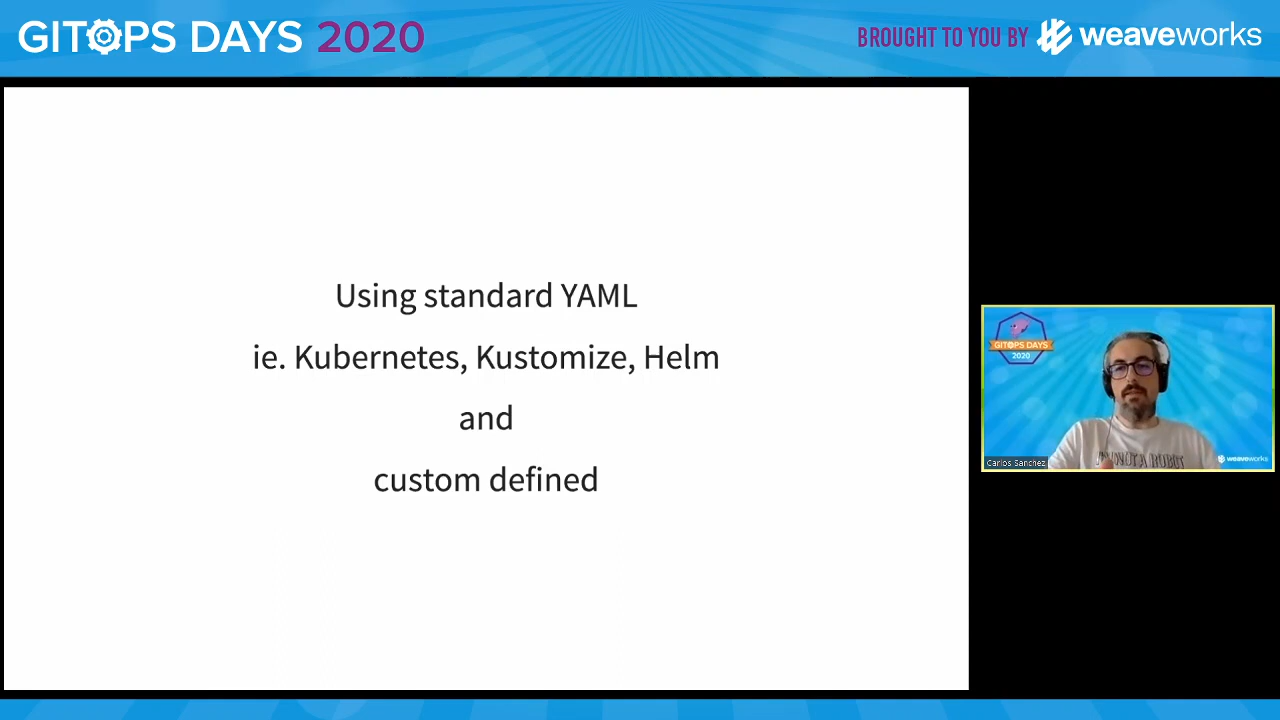 GITOPS DAYS 2020
BROUGHT TO YOU BY weaveworks
Using standard YAML
ie. Kubernetes, Kustomize, Helm
and
custom defined
GITOPS DAYS
2020
Carlos Sanchez
weaveworks